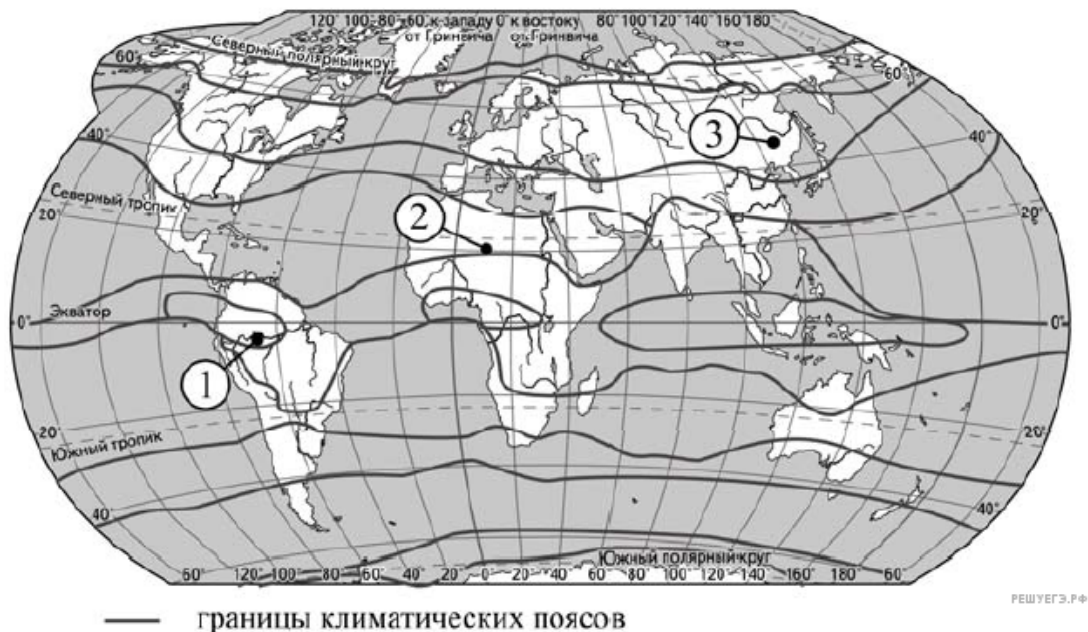 120° 100° 80° 60° к западу 0° к востоку 80 100 120 140 160 180
от Гринвича от Гринвича
Северный полярный круг
60° 60°
3
40° 40°
Северный тропик
2
20° 20°
Экватор
0° 0°
1
20° 20°
Южный тропик
40° 40°
Южный полярный круг
60° 120° 100° 80° 60° 40° 20° 0° 20° 40° 60° 80° 100° 120° 140° 160° 180 60°
РЕШУЕГЭ.РФ
границы климатических поясов